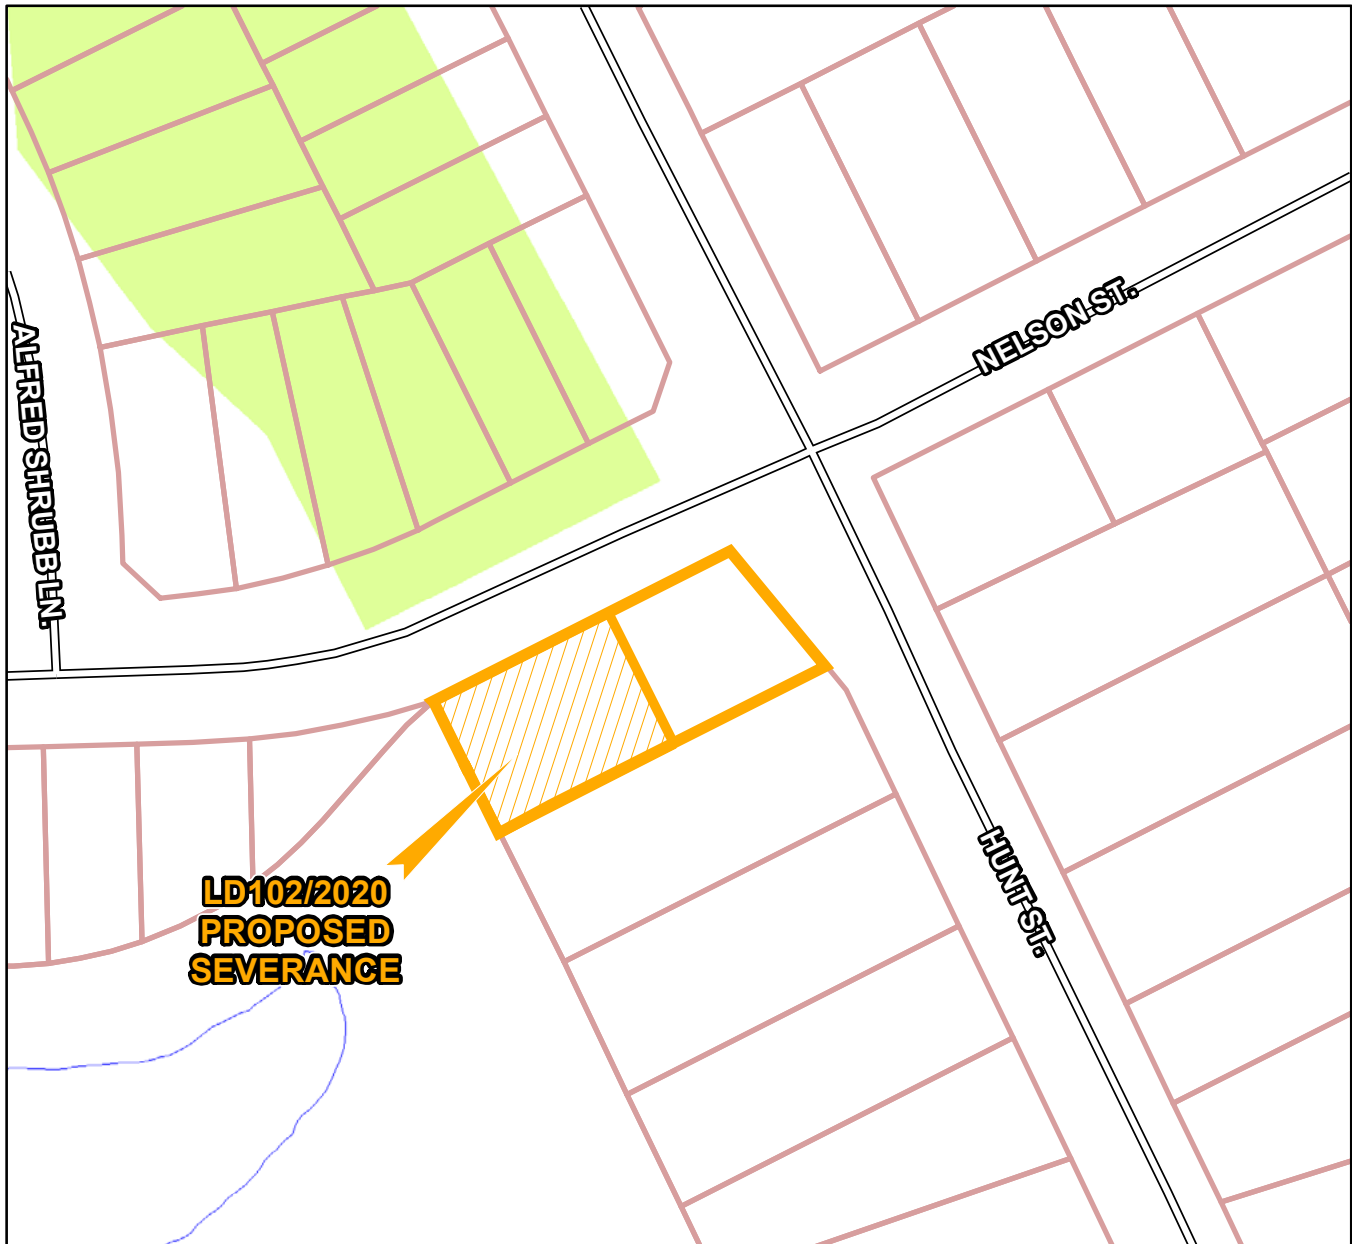 NELSON ST.
ALFRED SHRUBB LN.
HUNT ST.
LD102/2020
PROPOSED
SEVERANCE